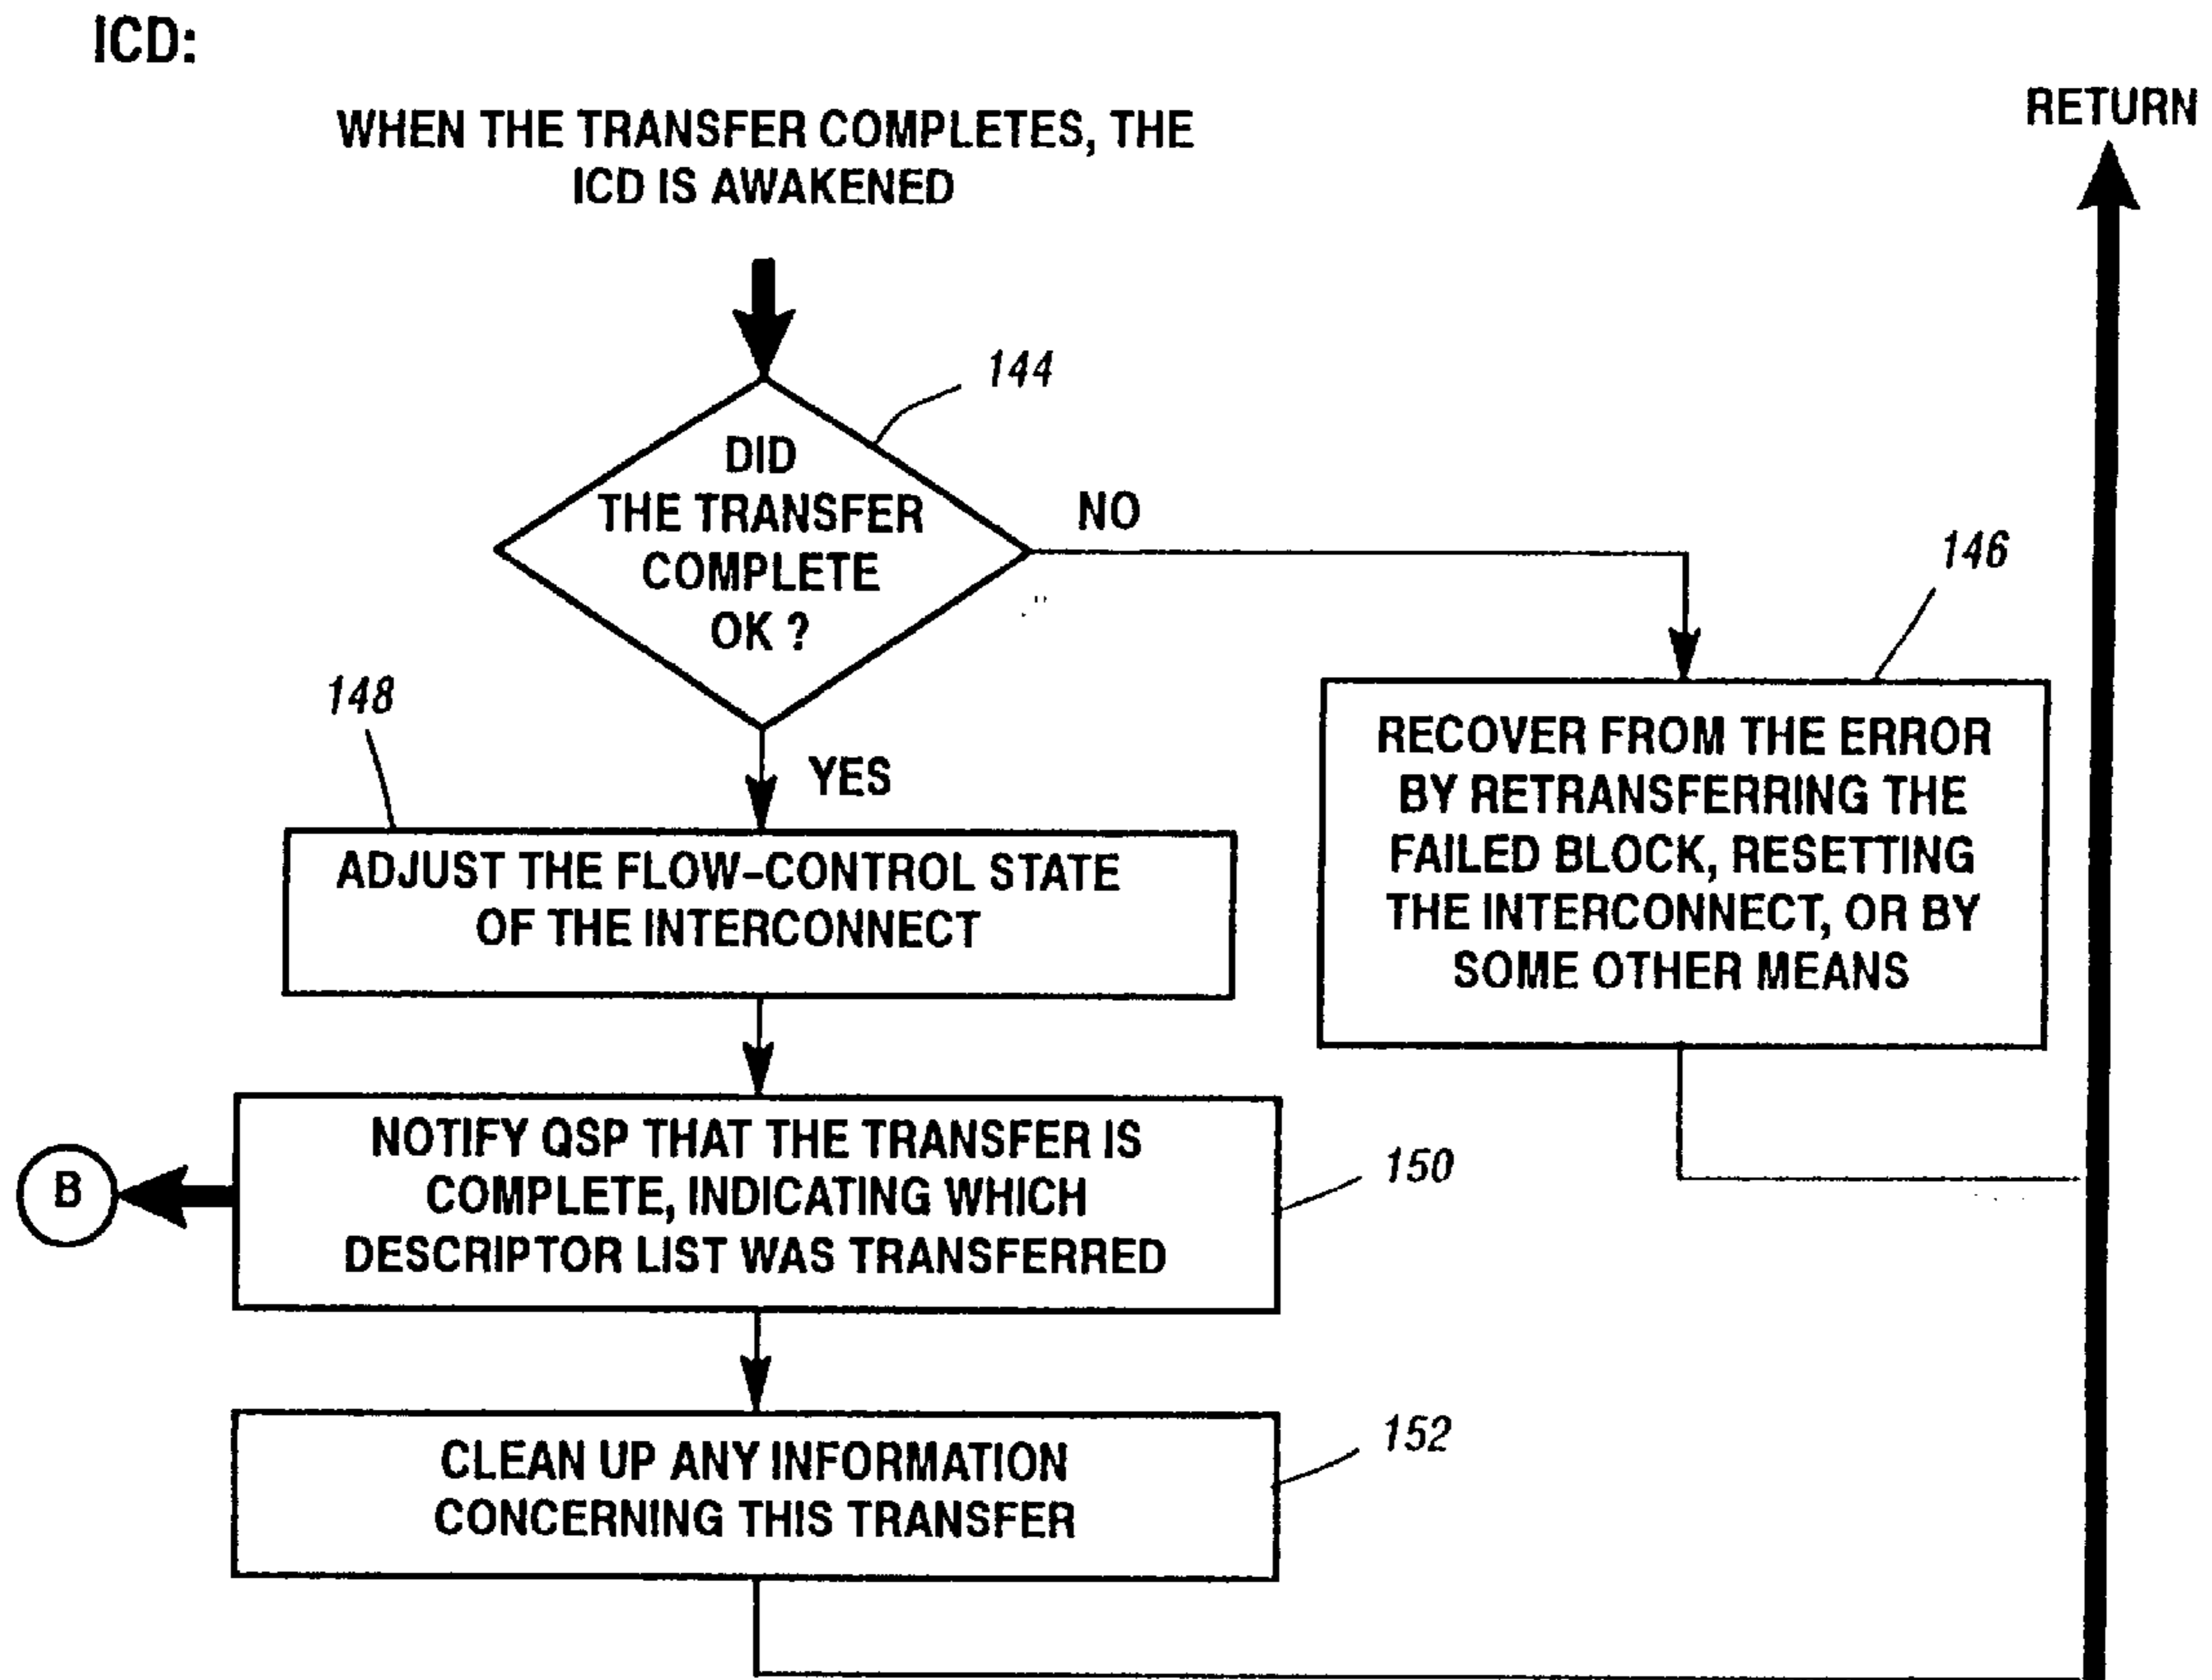 ICD:
RETURN
WHEN THE TRANSFER COMPLETES, THE
ICD IS AWAKENED
144
DID
THE TRANSFER
COMPLETE
OK ?
NO
146
RECOVER FROM THE ERROR
BY RETRANSFERRING THE
FAILED BLOCK, RESETTING
THE INTERCONNECT, OR BY
SOME OTHER MEANS
148
YES
ADJUST THE FLOW-CONTROL STATE
OF THE INTERCONNECT
B
NOTIFY QSP THAT THE TRANSFER IS
COMPLETE, INDICATING WHICH
DESCRIPTOR LIST WAS TRANSFERRED
150
CLEAN UP ANY INFORMATION
CONCERNING THIS TRANSFER
152